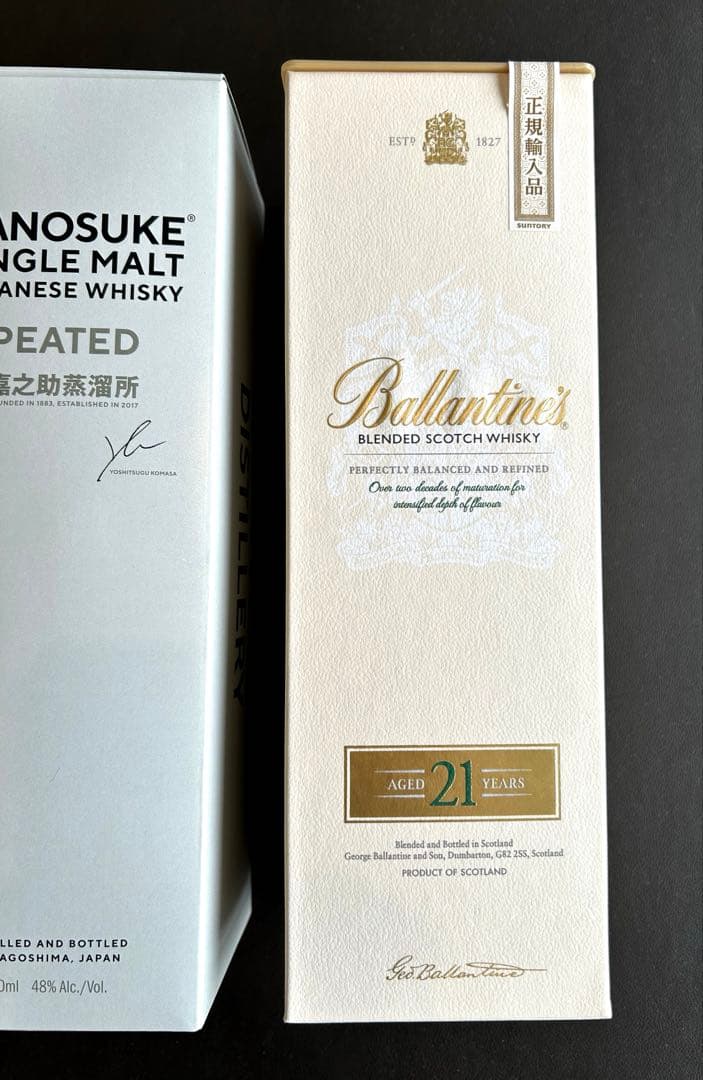 ANOSUKE®
NGLE MALT
ANESE WHISKY
PEATED
嘉之助蒸溜所
UNDED IN 1883, ESTABLISHED IN 2017
YOSHITSUGU KOMASA
LLED AND BOTTLED
AGOSHIMA, JAPAN
0ml 48% Alc./Vol.
DISTILLERY
ESTD 1827
正規輸入品
SUNTORY
Ballantine's®
BLENDED SCOTCH WHISKY
PERFECTLY BALANCED AND REFINED
Over two decades of maturation for
intensified depth of flavour
AGED 21 YEARS
Blended and Bottled in Scotland
George Ballantine and Son, Dumbarton, G82 2SS, Scotland
PRODUCT OF SCOTLAND
Geo. Ballantine